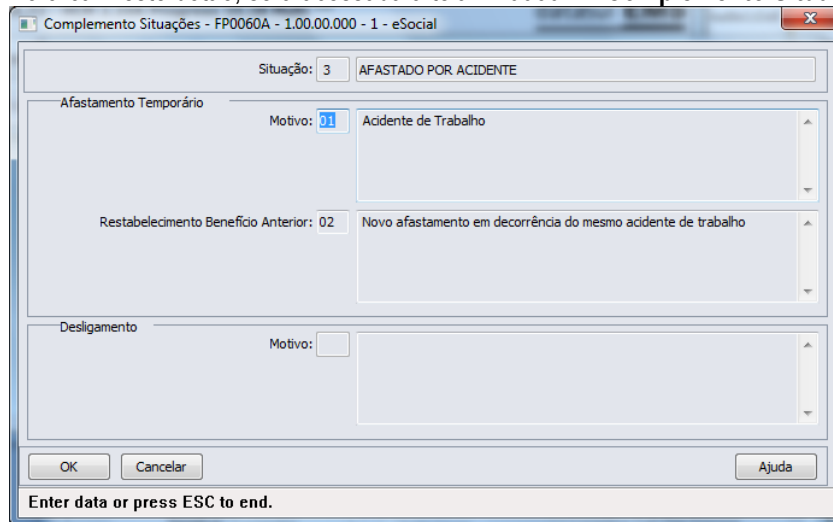 Complemento Situações - FP0060A - 1.00.00.000 - 1 - eSocial
Situação: 3 AFASTADO POR ACIDENTE
Afastamento Temporário
Motivo: 01 Acidente de Trabalho
Restabelecimento Benefício Anterior: 02 Novo afastamento em decorrência do mesmo acidente de trabalho
Desligamento
Motivo:
OK Cancelar Ajuda
Enter data or press ESC to end.